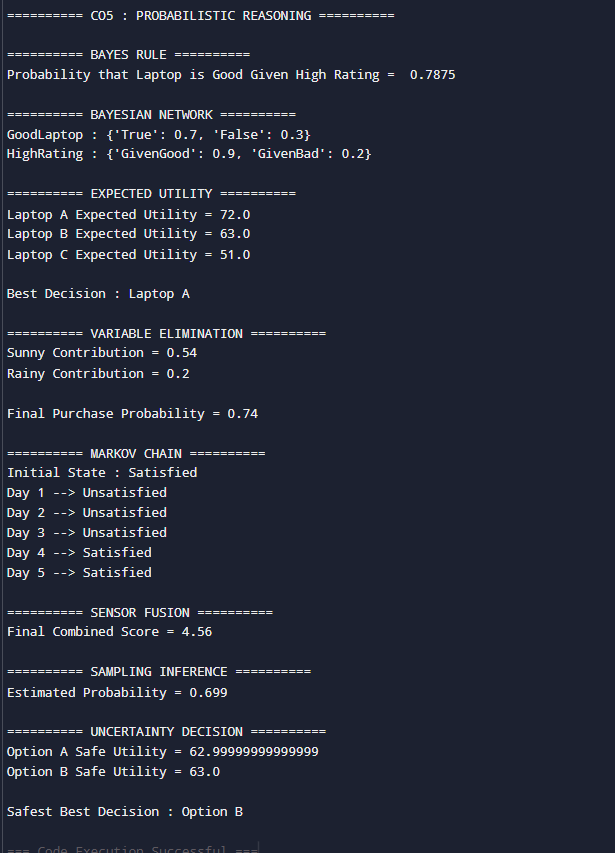 ========== CO5 : PROBABILISTIC REASONING ==========
========== BAYES RULE ==========
Probability that Laptop is Good Given High Rating =  0.7875
========== BAYESIAN NETWORK ==========
GoodLaptop : {'True': 0.7, 'False': 0.3}
HighRating : {'GivenGood': 0.9, 'GivenBad': 0.2}
========== EXPECTED UTILITY ==========
Laptop A Expected Utility = 72.0
Laptop B Expected Utility = 63.0
Laptop C Expected Utility = 51.0
Best Decision : Laptop A
========== VARIABLE ELIMINATION ==========
Sunny Contribution = 0.54
Rainy Contribution = 0.2
Final Purchase Probability = 0.74
========== MARKOV CHAIN ==========
Initial State : Satisfied
Day 1 --> Unsatisfied
Day 2 --> Unsatisfied
Day 3 --> Unsatisfied
Day 4 --> Satisfied
Day 5 --> Satisfied
========== SENSOR FUSION ==========
Final Combined Score = 4.56
========== SAMPLING INFERENCE ==========
Estimated Probability = 0.699
========== UNCERTAINTY DECISION ==========
Option A Safe Utility = 62.99999999999999
Option B Safe Utility = 63.0
Safest Best Decision : Option B
=== Code Execution Successful ===